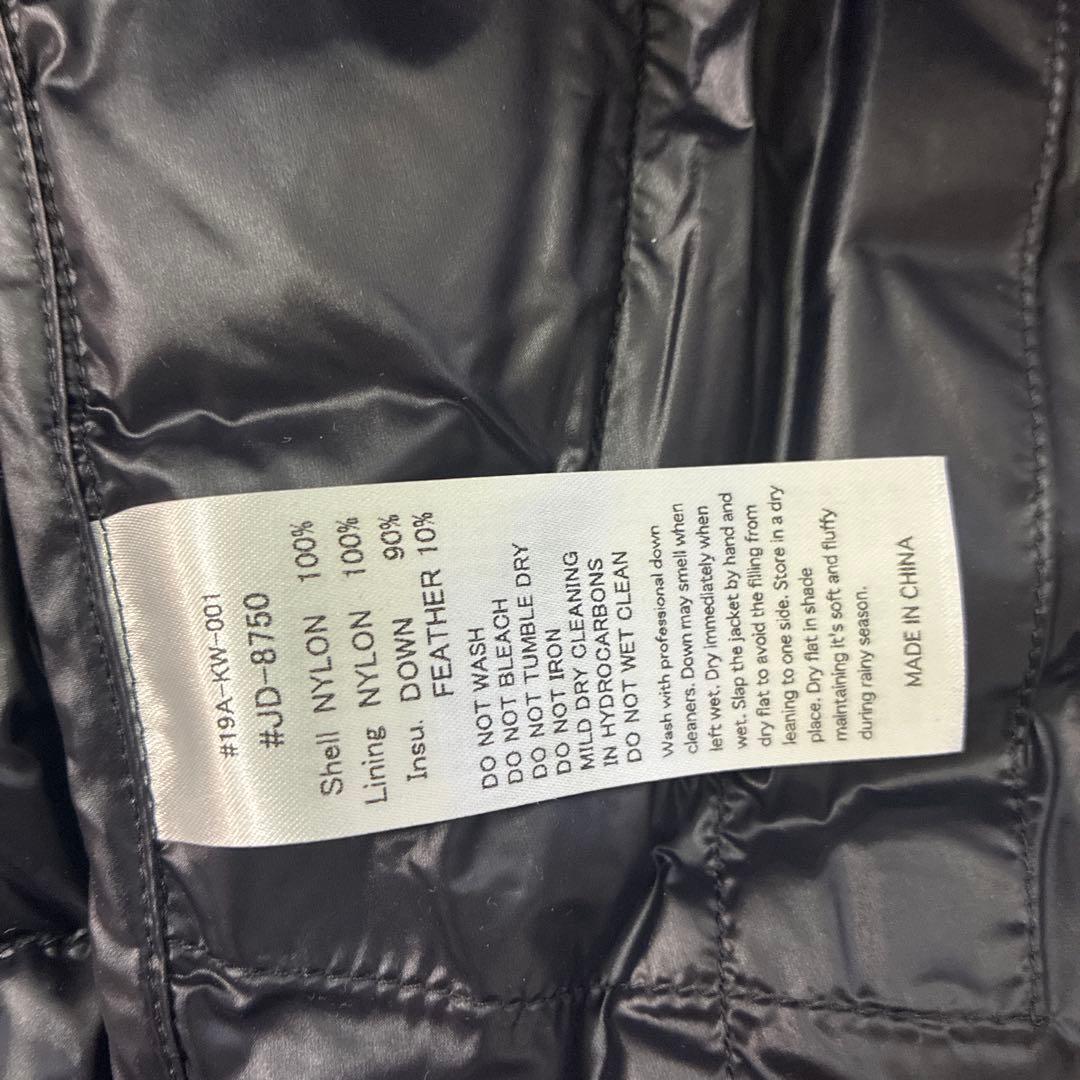 #19A-KW-001
#JD-8750
Shell NYLON 100%
Lining NYLON 100%
Insu. DOWN 90%
FEATHER 10%
DO NOT WASH
DO NOT BLEACH
DO NOT TUMBLE DRY
DO NOT IRON
MILD DRY CLEANING
IN HYDROCARBONS
DO NOT WET CLEAN
Wash with professional down
cleaners. Down may smell when
left wet. Dry immediately when
wet. Slap the jacket by hand and
dry flat to avoid the filling from
leaning to one side. Store in a dry
place. Dry flat in shade
maintaining it's soft and fluffy
during rainy season.
MADE IN CHINA